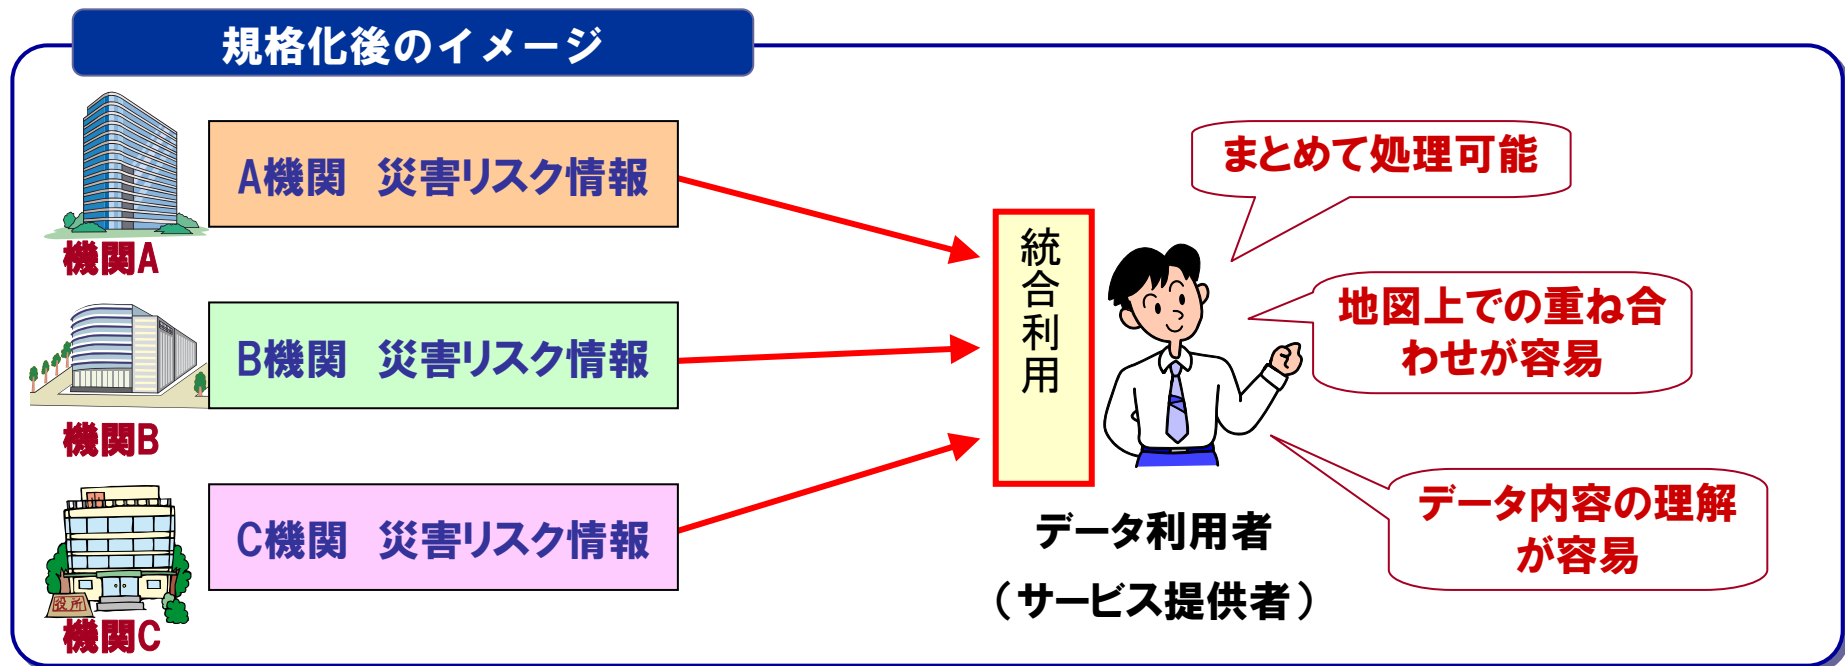 規格化後のイメージ
A機関　災害リスク情報
機関A
B機関　災害リスク情報
機関B
C機関　災害リスク情報
役所
機関C
統合利用
データ利用者
（サービス提供者）
まとめて処理可能
地図上での重ね合
わせが容易
データ内容の理解
が容易